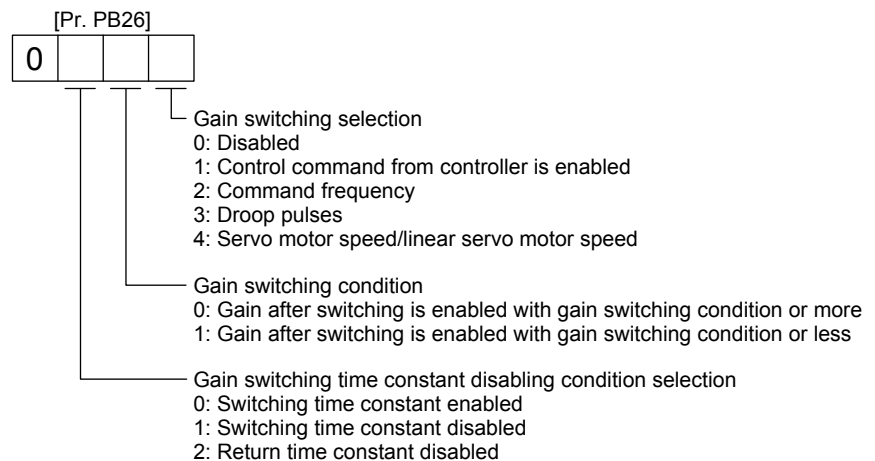 [Pr. PB26]
0
Gain switching selection
0: Disabled
1: Control command from controller is enabled
2: Command frequency
3: Droop pulses
4: Servo motor speed/linear servo motor speed
Gain switching condition
0: Gain after switching is enabled with gain switching condition or more
1: Gain after switching is enabled with gain switching condition or less
Gain switching time constant disabling condition selection
0: Switching time constant enabled
1: Switching time constant disabled
2: Return time constant disabled